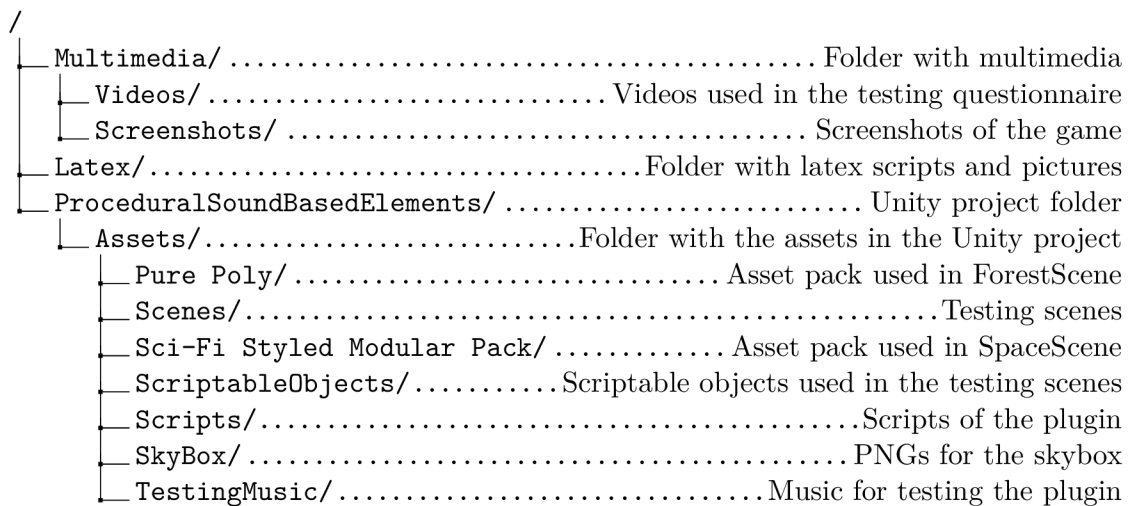 /
Multimedia/ ............................................ Folder with multimedia
Videos/ .............................. Videos used in the testing questionnaire
Screenshots/ ....................................... Screenshots of the game
Latex/ ..................................... Folder with latex scripts and pictures
ProceduralSoundBasedElements/ ........................... Unity project folder
Assets/ ............................ Folder with the assets in the Unity project
Pure Poly/ ................................ Asset pack used in ForestScene
Scenes/ .................................................... Testing scenes
Sci-Fi Styled Modular Pack/ ............. Asset pack used in SpaceScene
ScriptableObjects/ ........... Scriptable objects used in the testing scenes
Scripts/ ............................................. Scripts of the plugin
SkyBox/ ............................................. PNGs for the skybox
TestingMusic/ ................................ Music for testing the plugin